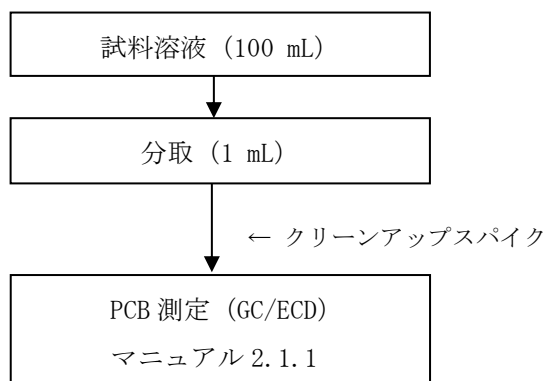 試料溶液 (100 mL)
分取 (1 mL)
← クリーンアップスパイク
PCB 測定 (GC/ECD)
マニュアル 2.1.1